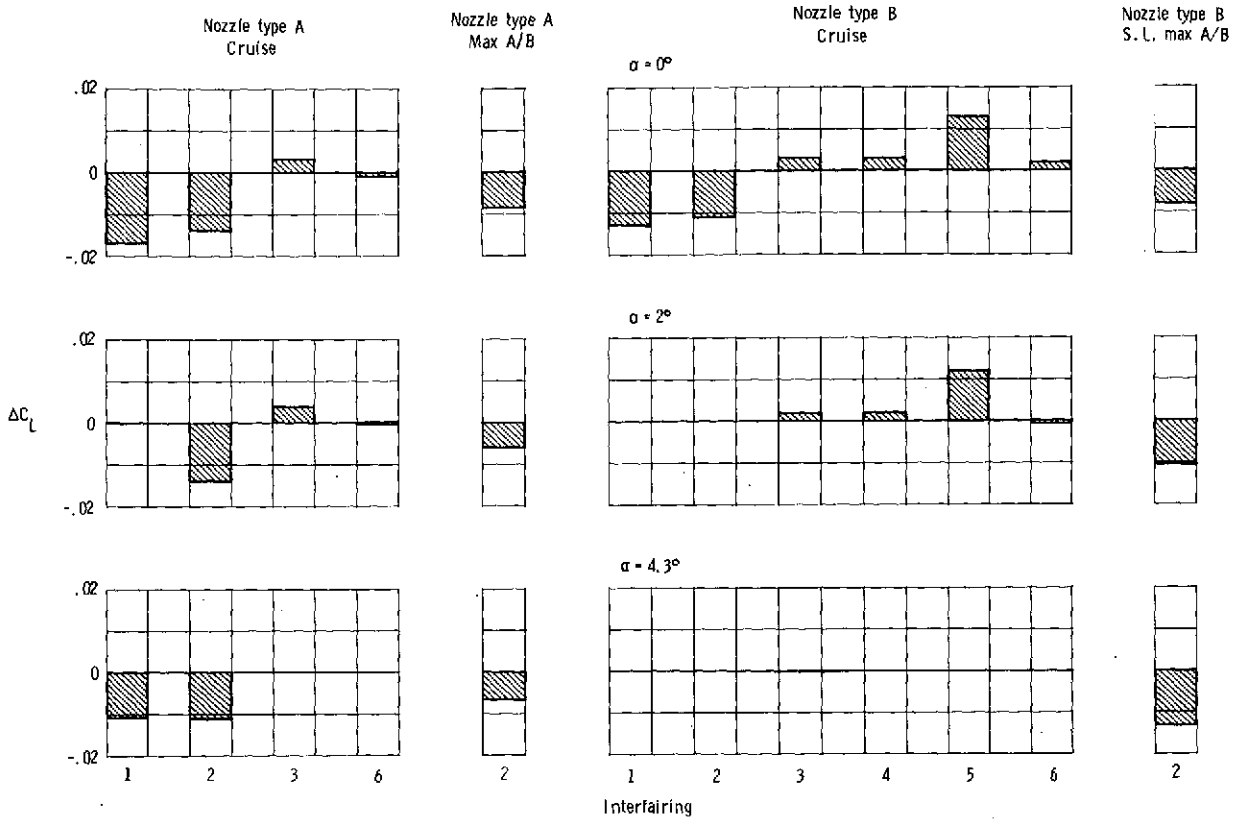 Nozzle type A
Cruise
Nozzle type A
Max A/B
Nozzle type B
Cruise
Nozzle type B
S.L. max A/B
α = 0°
.02
0
-.02
α = 2°
.02
ΔC_L
0
-.02
α = 4.3°
.02
0
-.02
1 2 3 6 2 1 2 3 4 5 6 2
Interfairing